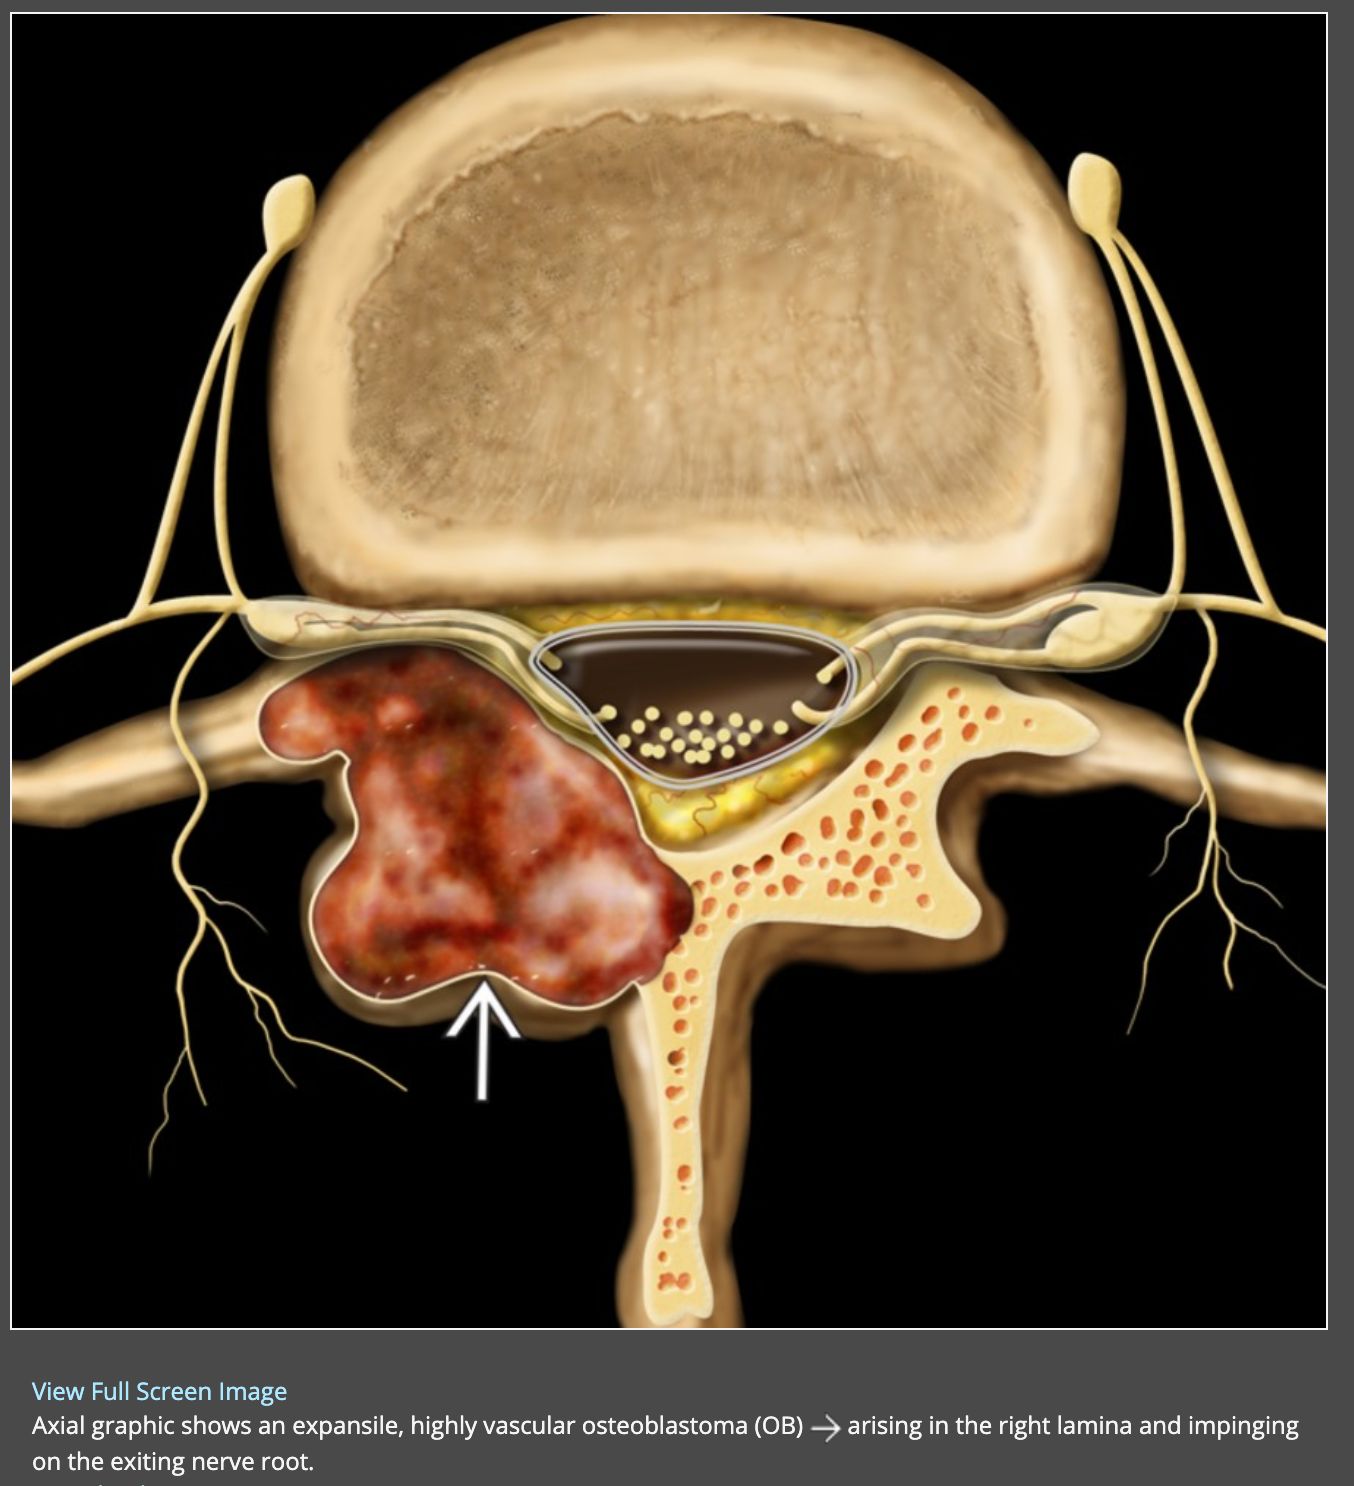 View Full Screen Image
Axial graphic shows an expansile, highly vascular osteoblastoma (OB) → arising in the right lamina and impinging
on the exiting nerve root.